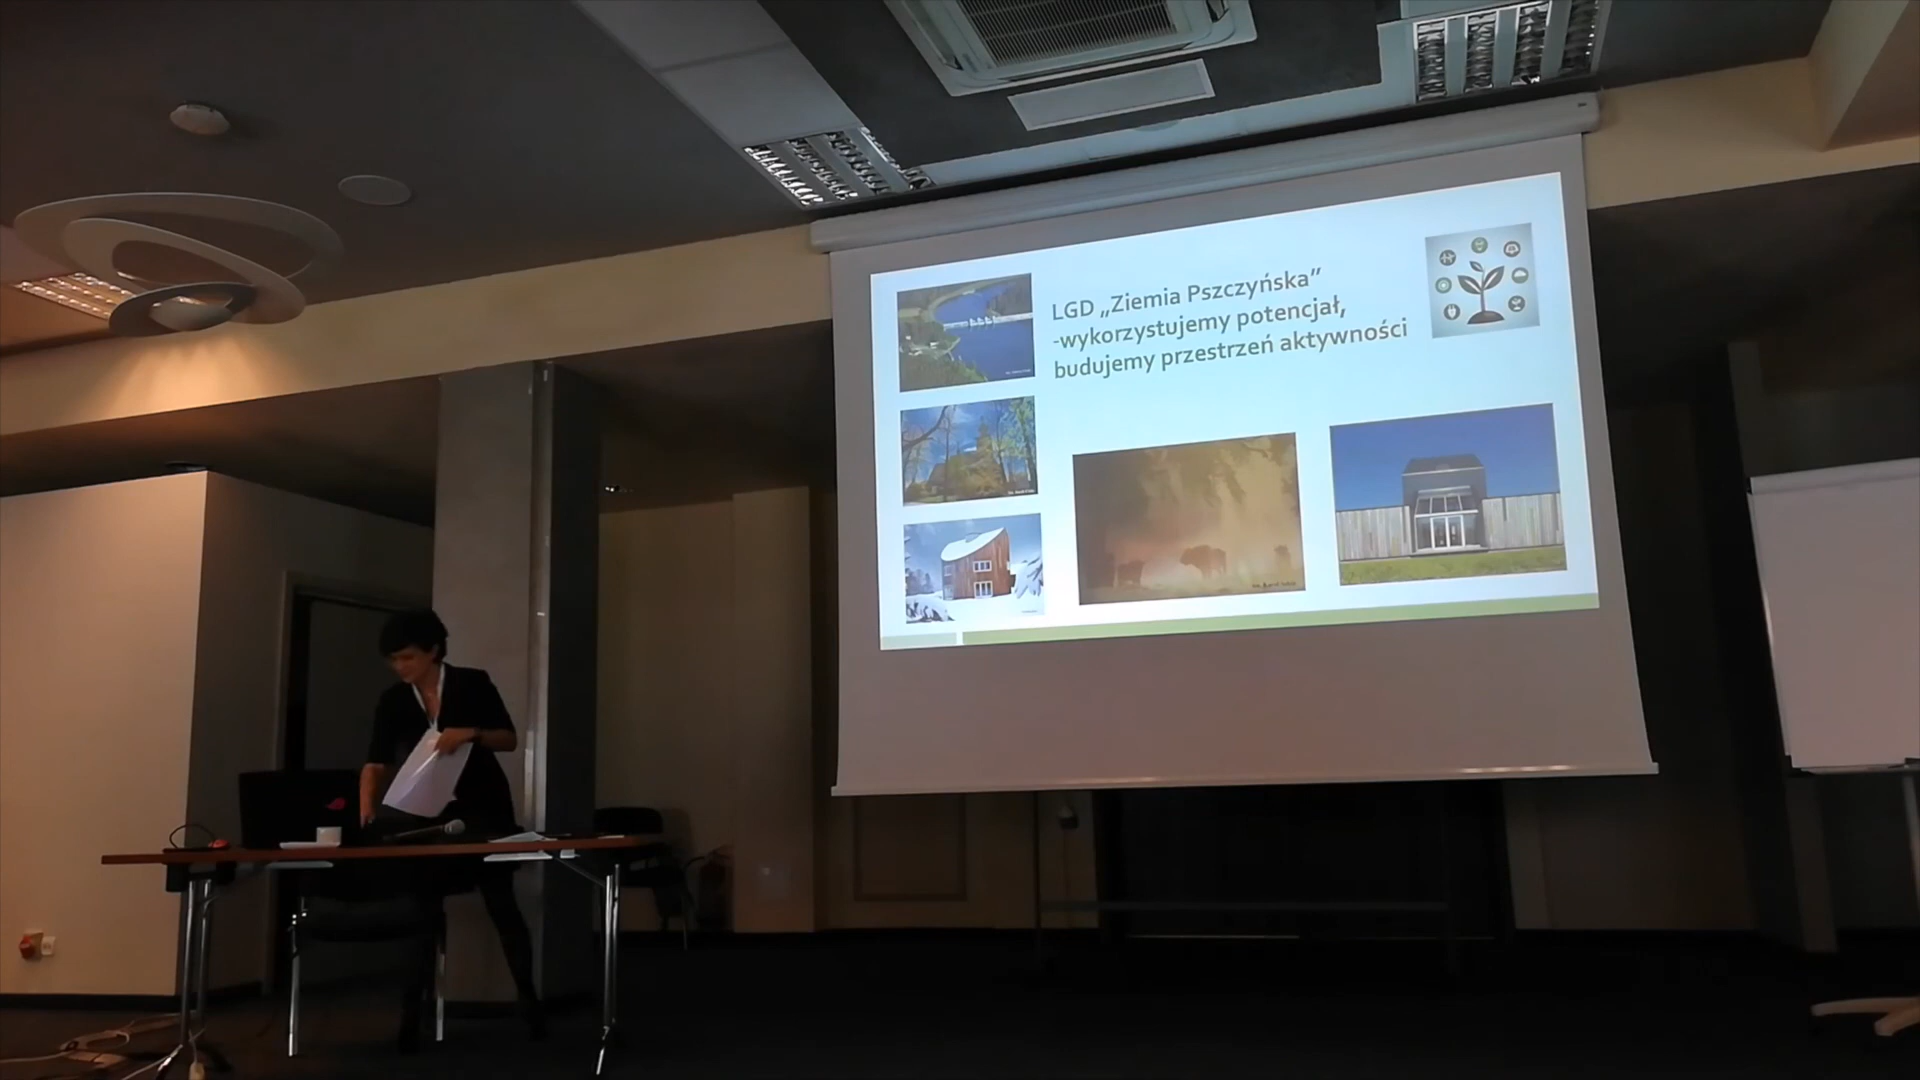 LGD „Ziemia Pszczyńska”
-wykorzystujemy potencjał,
budujemy przestrzeń aktywności